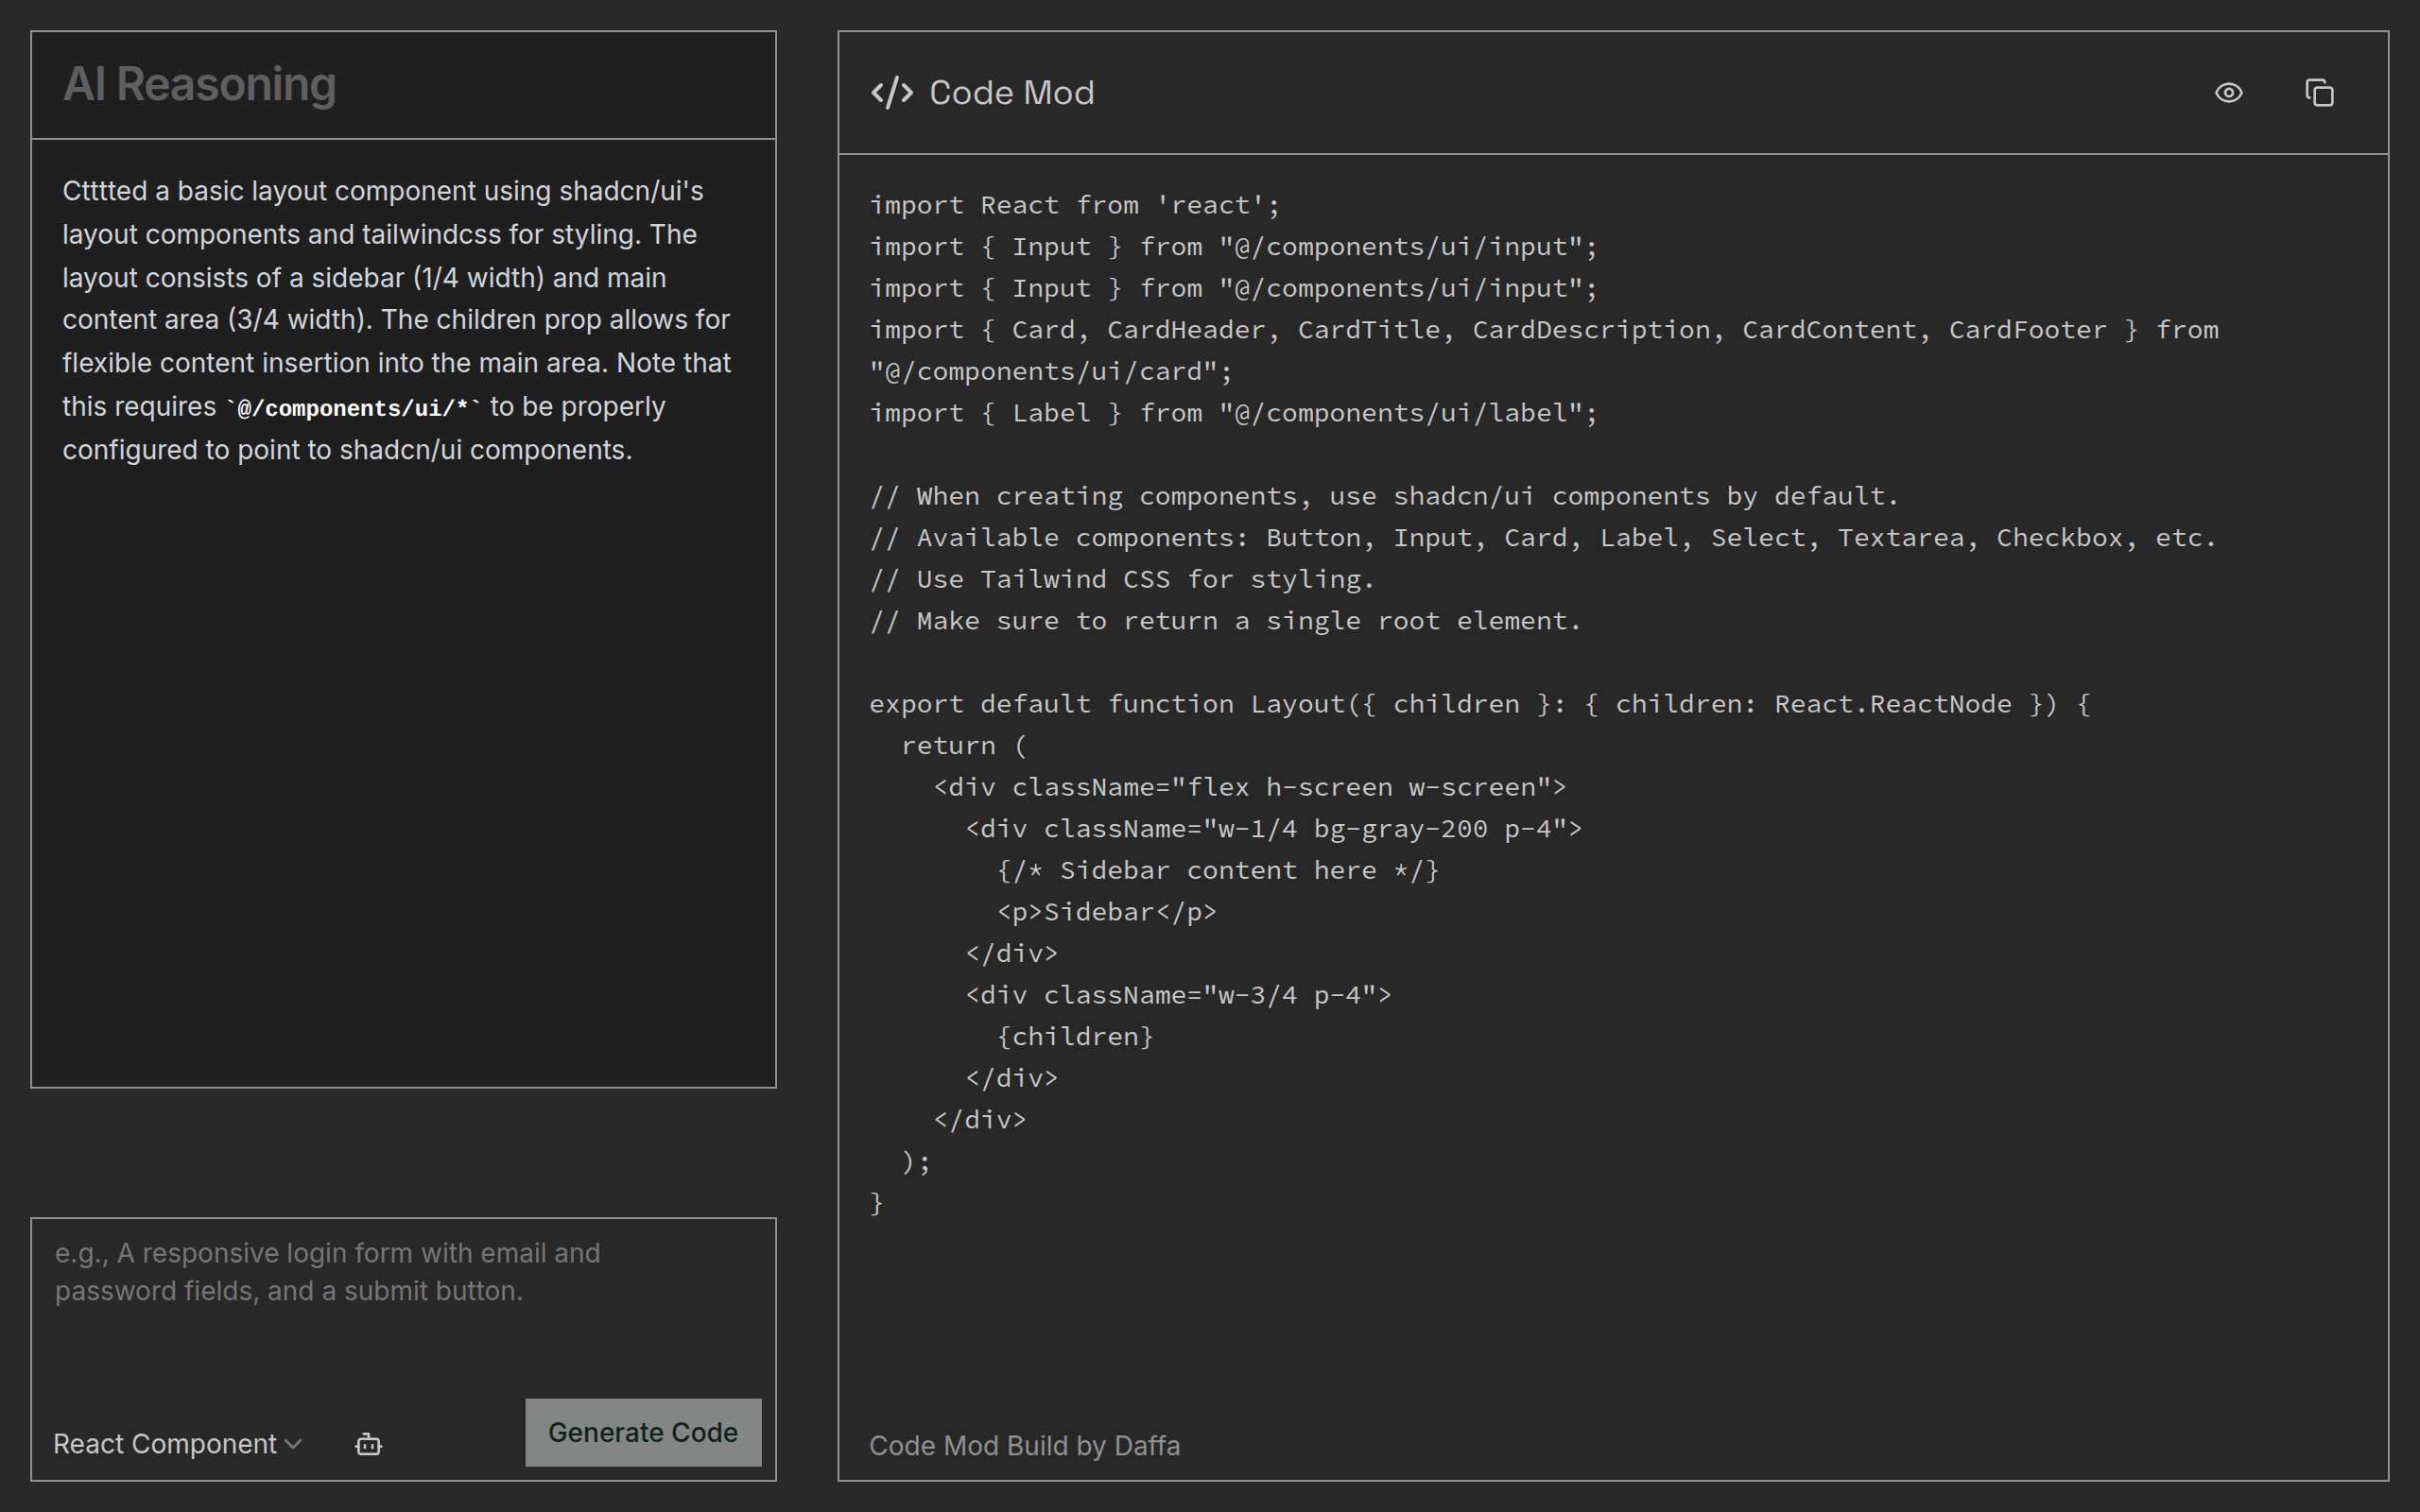 AI Reasoning
Ctttted a basic layout component using shadcn/ui's
layout components and tailwindcss for styling. The
layout consists of a sidebar (1/4 width) and main
content area (3/4 width). The children prop allows for
flexible content insertion into the main area. Note that
this requires `@/components/ui/*` to be properly
configured to point to shadcn/ui components.
e.g., A responsive login form with email and
password fields, and a submit button.
React Component
Generate Code
Code Mod
import React from 'react';
import { Input } from "@/components/ui/input";
import { Input } from "@/components/ui/input";
import { Card, CardHeader, CardTitle, CardDescription, CardContent, CardFooter } from
"@/components/ui/card";
import { Label } from "@/components/ui/label";
// When creating components, use shadcn/ui components by default.
// Available components: Button, Input, Card, Label, Select, Textarea, Checkbox, etc.
// Use Tailwind CSS for styling.
// Make sure to return a single root element.
export default function Layout({ children }: { children: React.ReactNode }) {
  return (
    <div className="flex h-screen w-screen">
      <div className="w-1/4 bg-gray-200 p-4">
        {/* Sidebar content here */}
        <p>Sidebar</p>
      </div>
      <div className="w-3/4 p-4">
        {children}
      </div>
    </div>
  );
}
Code Mod Build by Daffa